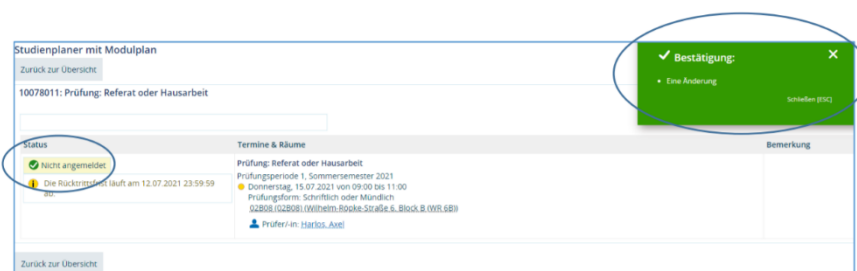 Studienplaner mit Modulplan
Zurück zur Übersicht
Bestätigung:
Eine Änderung
Schließen [ESC]
10078011: Prüfung: Referat oder Hausarbeit
Status
Termine & Räume
Bemerkung
Nicht angemeldet
Die Rücktrittsfrist läuft am 12.07.2021 23:59:59
ab.
Prüfung: Referat oder Hausarbeit
Prüfungsperiode 1, Sommersemester 2021
Donnerstag, 15.07.2021 von 09:00 bis 11:00
Prüfungsform: Schriftlich oder Mündlich
02B08 (02B08) (Wilhelm-Röpke-Straße 6, Block B (WR 6B))
Prüfer/-in: Harlos, Axel
Zurück zur Übersicht